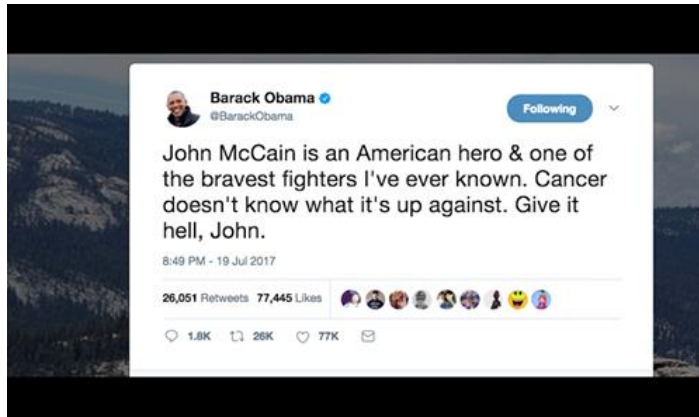 Barack Obama
@BarackObama
Following
John McCain is an American hero & one of
the bravest fighters I've ever known. Cancer
doesn't know what it's up against. Give it
hell, John.
8:49 PM - 19 Jul 2017
26,051 Retweets 77,445 Likes
1.8K 26K 77K